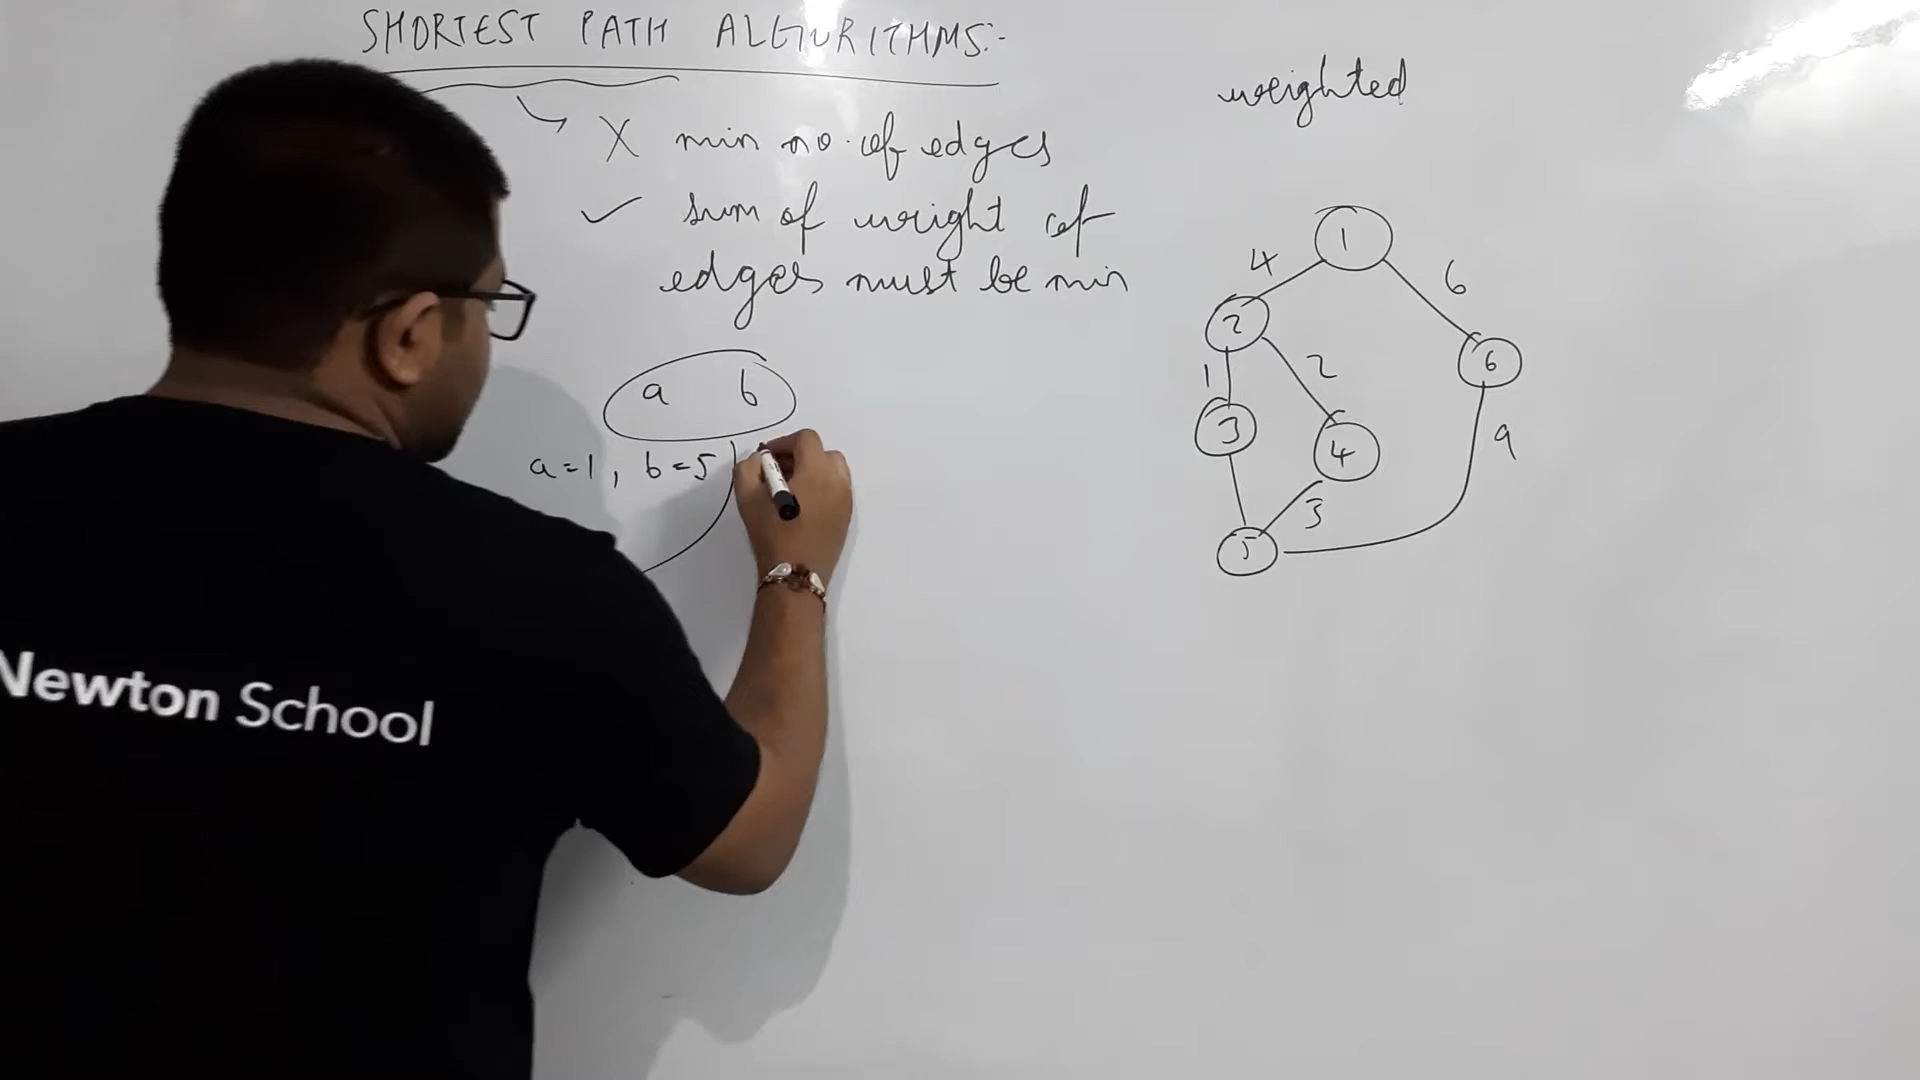 SHORTEST PATH ALGORITHMS:-
X min no. of edges
✓ sum of weight of
edges must be min
a b
a=1, b=5
weighted
1
4
6
2
6
1
2
3
4
9
3
5
Newton School